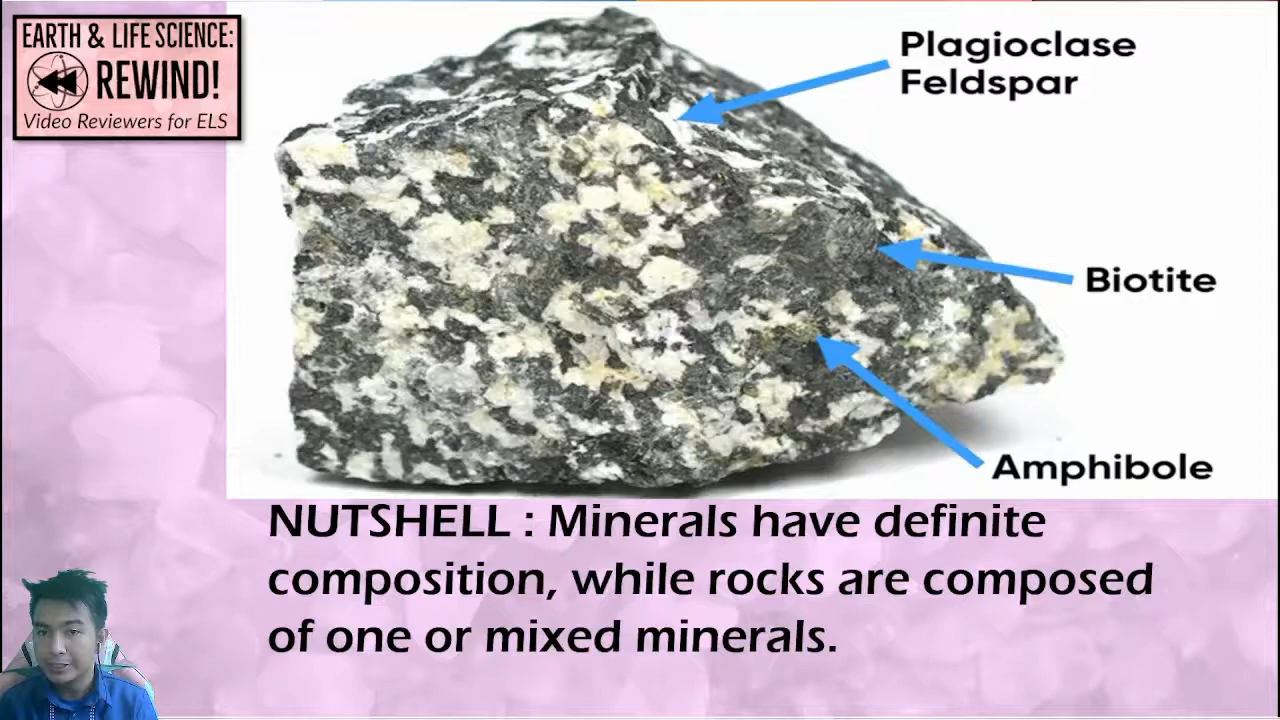 EARTH & LIFE SCIENCE:
REWIND!
Video Reviewers for ELS
Plagioclase
Feldspar
Biotite
Amphibole
NUTSHELL : Minerals have definite
composition, while rocks are composed
of one or mixed minerals.